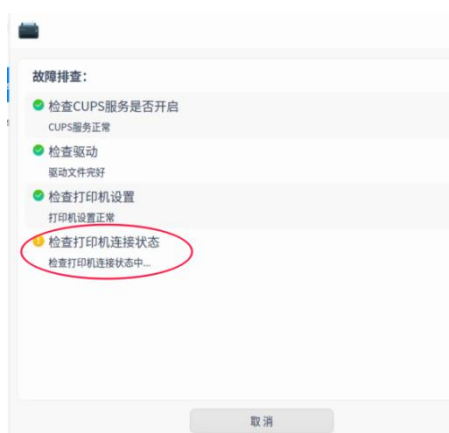 故障排查：
检查CUPS服务是否开启
CUPS服务正常
检查驱动
驱动文件完好
检查打印机设置
打印机设置正常
检查打印机连接状态
检查打印机连接状态中...
取消